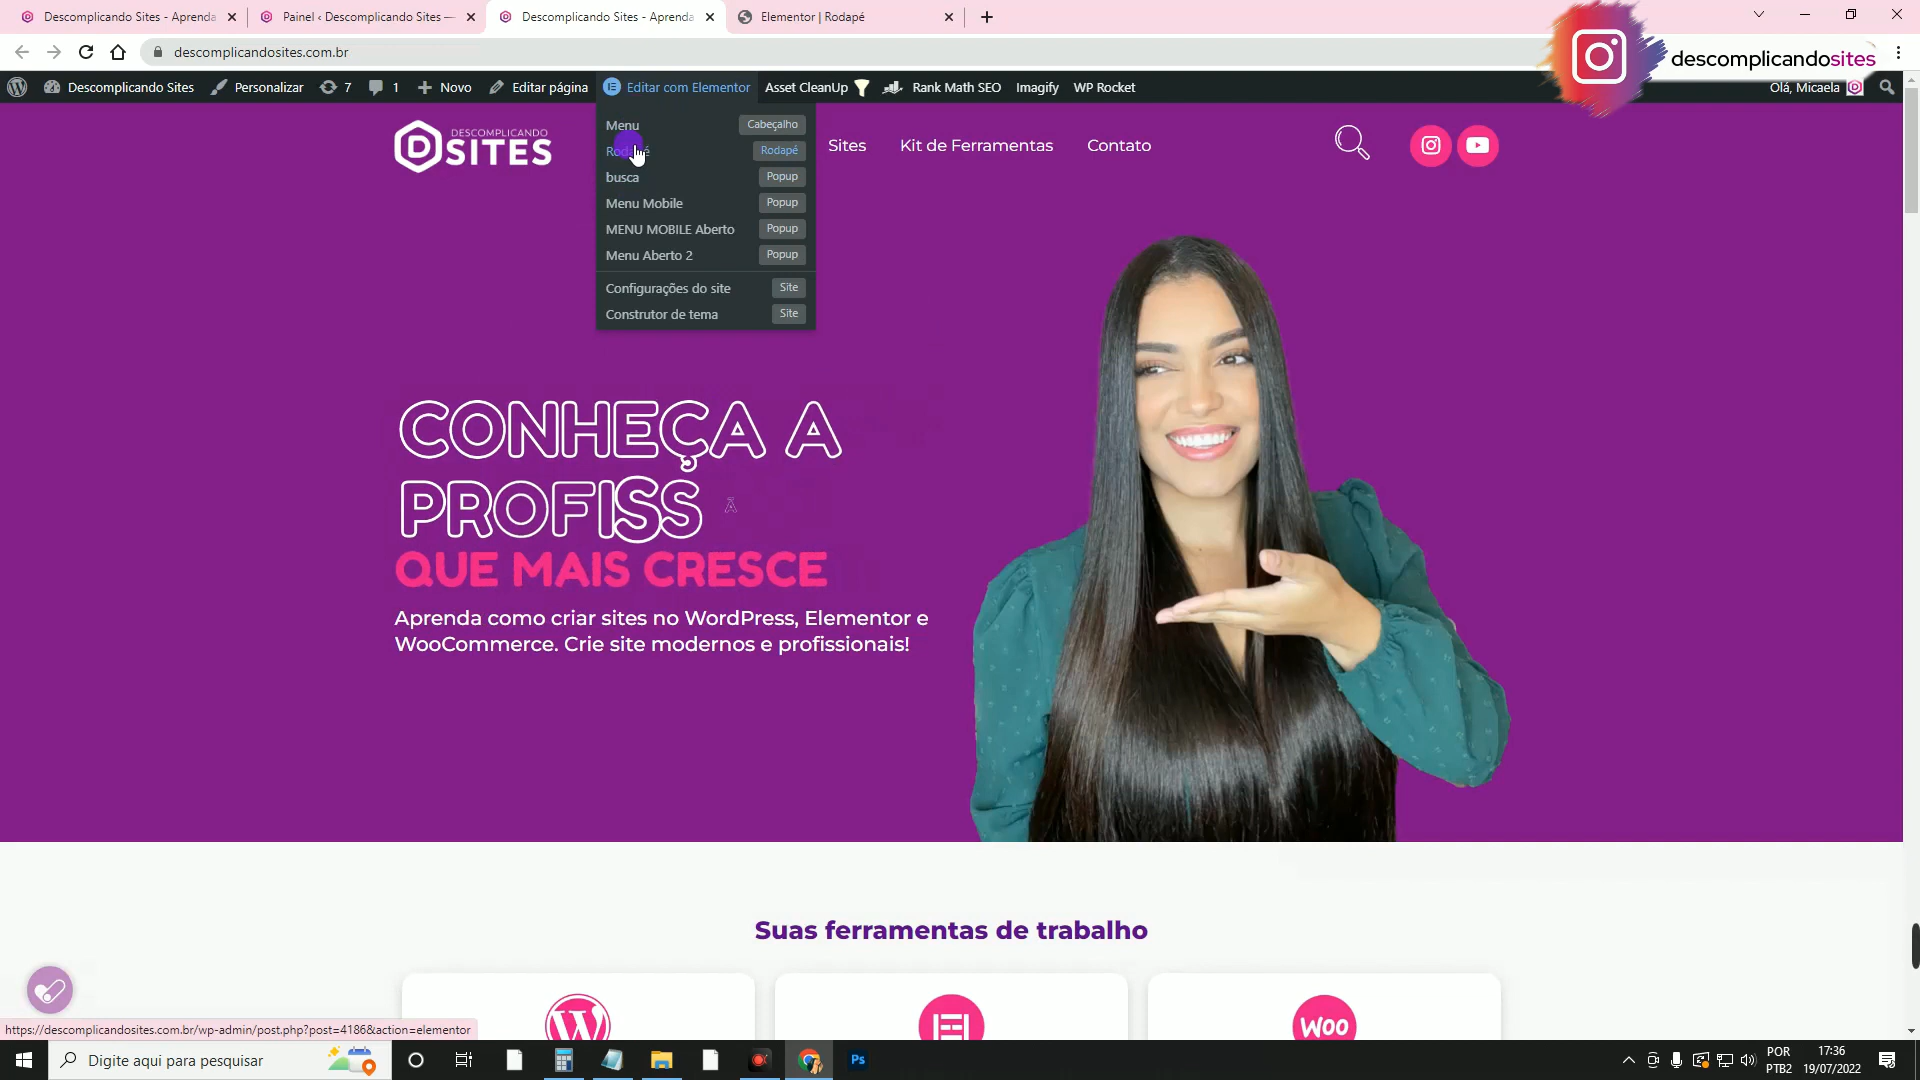 Descomplicando Sites - Aprenda
Painel ‹ Descomplicando Sites —
Descomplicando Sites - Aprenda
Elementor | Rodapé
descomplicandosites.com.br
descomplicandosites
Descomplicando Sites
Personalizar
7
1
Novo
Editar página
Editar com Elementor
Asset CleanUp
Rank Math SEO
Imagify
WP Rocket
Olá, Micaela
Menu Cabeçalho
Rodapé Rodapé
busca Popup
Menu Mobile Popup
MENU MOBILE Aberto Popup
Menu Aberto 2 Popup
Configurações do site Site
Construtor de tema Site
DESCOMPLICANDO
SITES
Sites
Kit de Ferramentas
Contato
CONHEÇA A
PROFISS Ã
QUE MAIS CRESCE
Aprenda como criar sites no WordPress, Elementor e
WooCommerce. Crie site modernos e profissionais!
Suas ferramentas de trabalho
WOO
https://descomplicandosites.com.br/wp-admin/post.php?post=4186&action=elementor
Digite aqui para pesquisar
Ps
POR
PTB2
17:36
19/07/2022